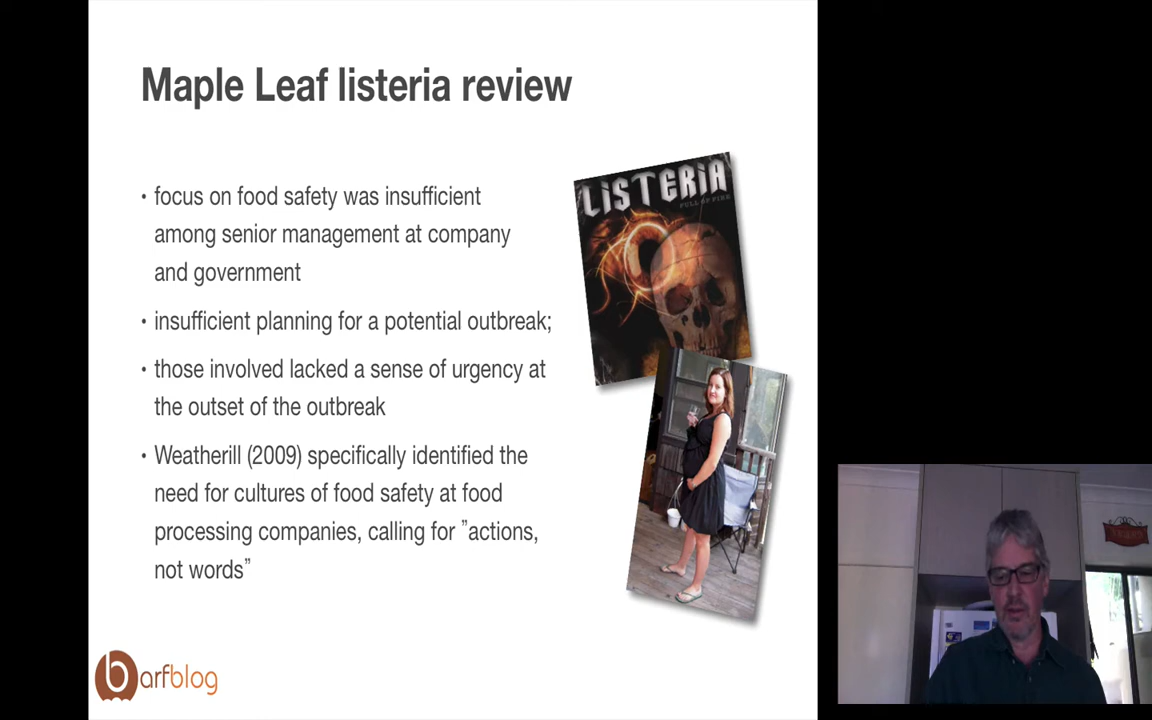 Maple Leaf listeria review
• focus on food safety was insufficient
among senior management at company
and government
• insufficient planning for a potential outbreak;
• those involved lacked a sense of urgency at
the outset of the outbreak
• Weatherill (2009) specifically identified the
need for cultures of food safety at food
processing companies, calling for ”actions,
not words”
LISTERIA
FULL OF FIRE
barfblog